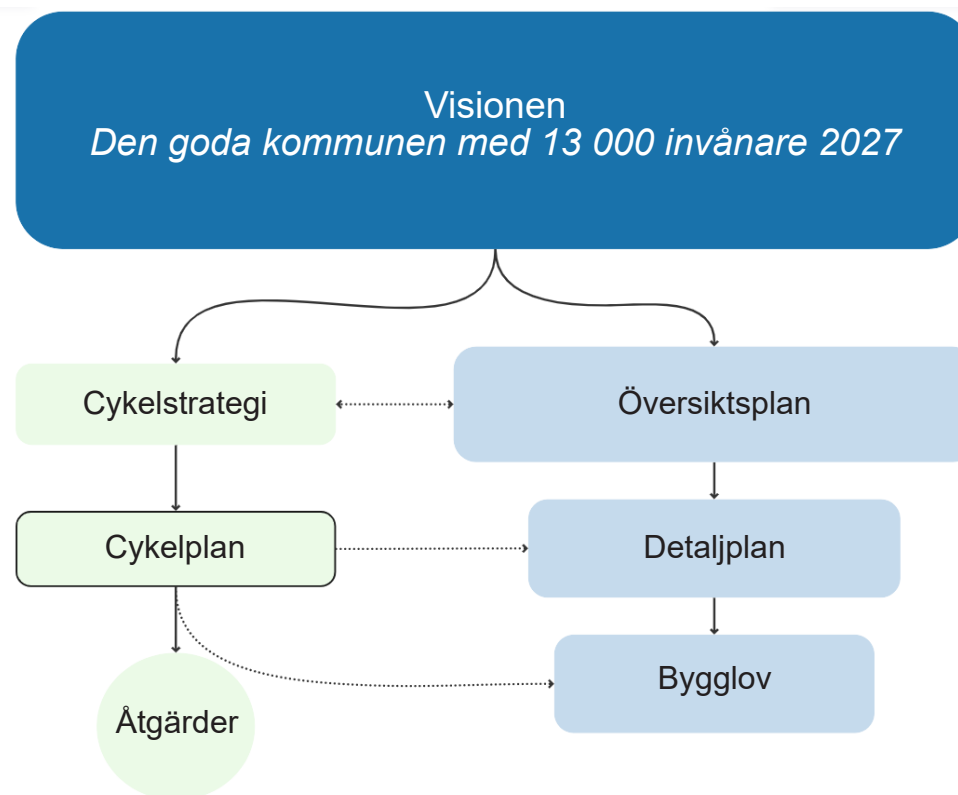 Visionen
Den goda kommunen med 13 000 invånare 2027
Cykelstrategi
Översiktsplan
Cykelplan
Detaljplan
Bygglov
Åtgärder